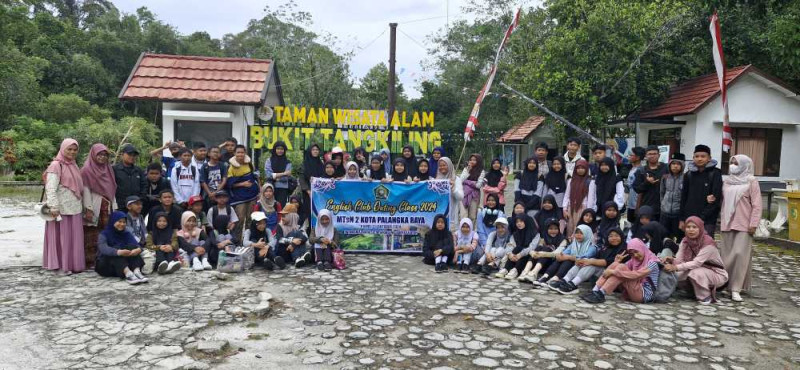 TAMAN WISATA ALAM
BUKIT TANGKILING
English Club Outing Class 2024
MTsN 2 KOTA PALANGKA RAYA